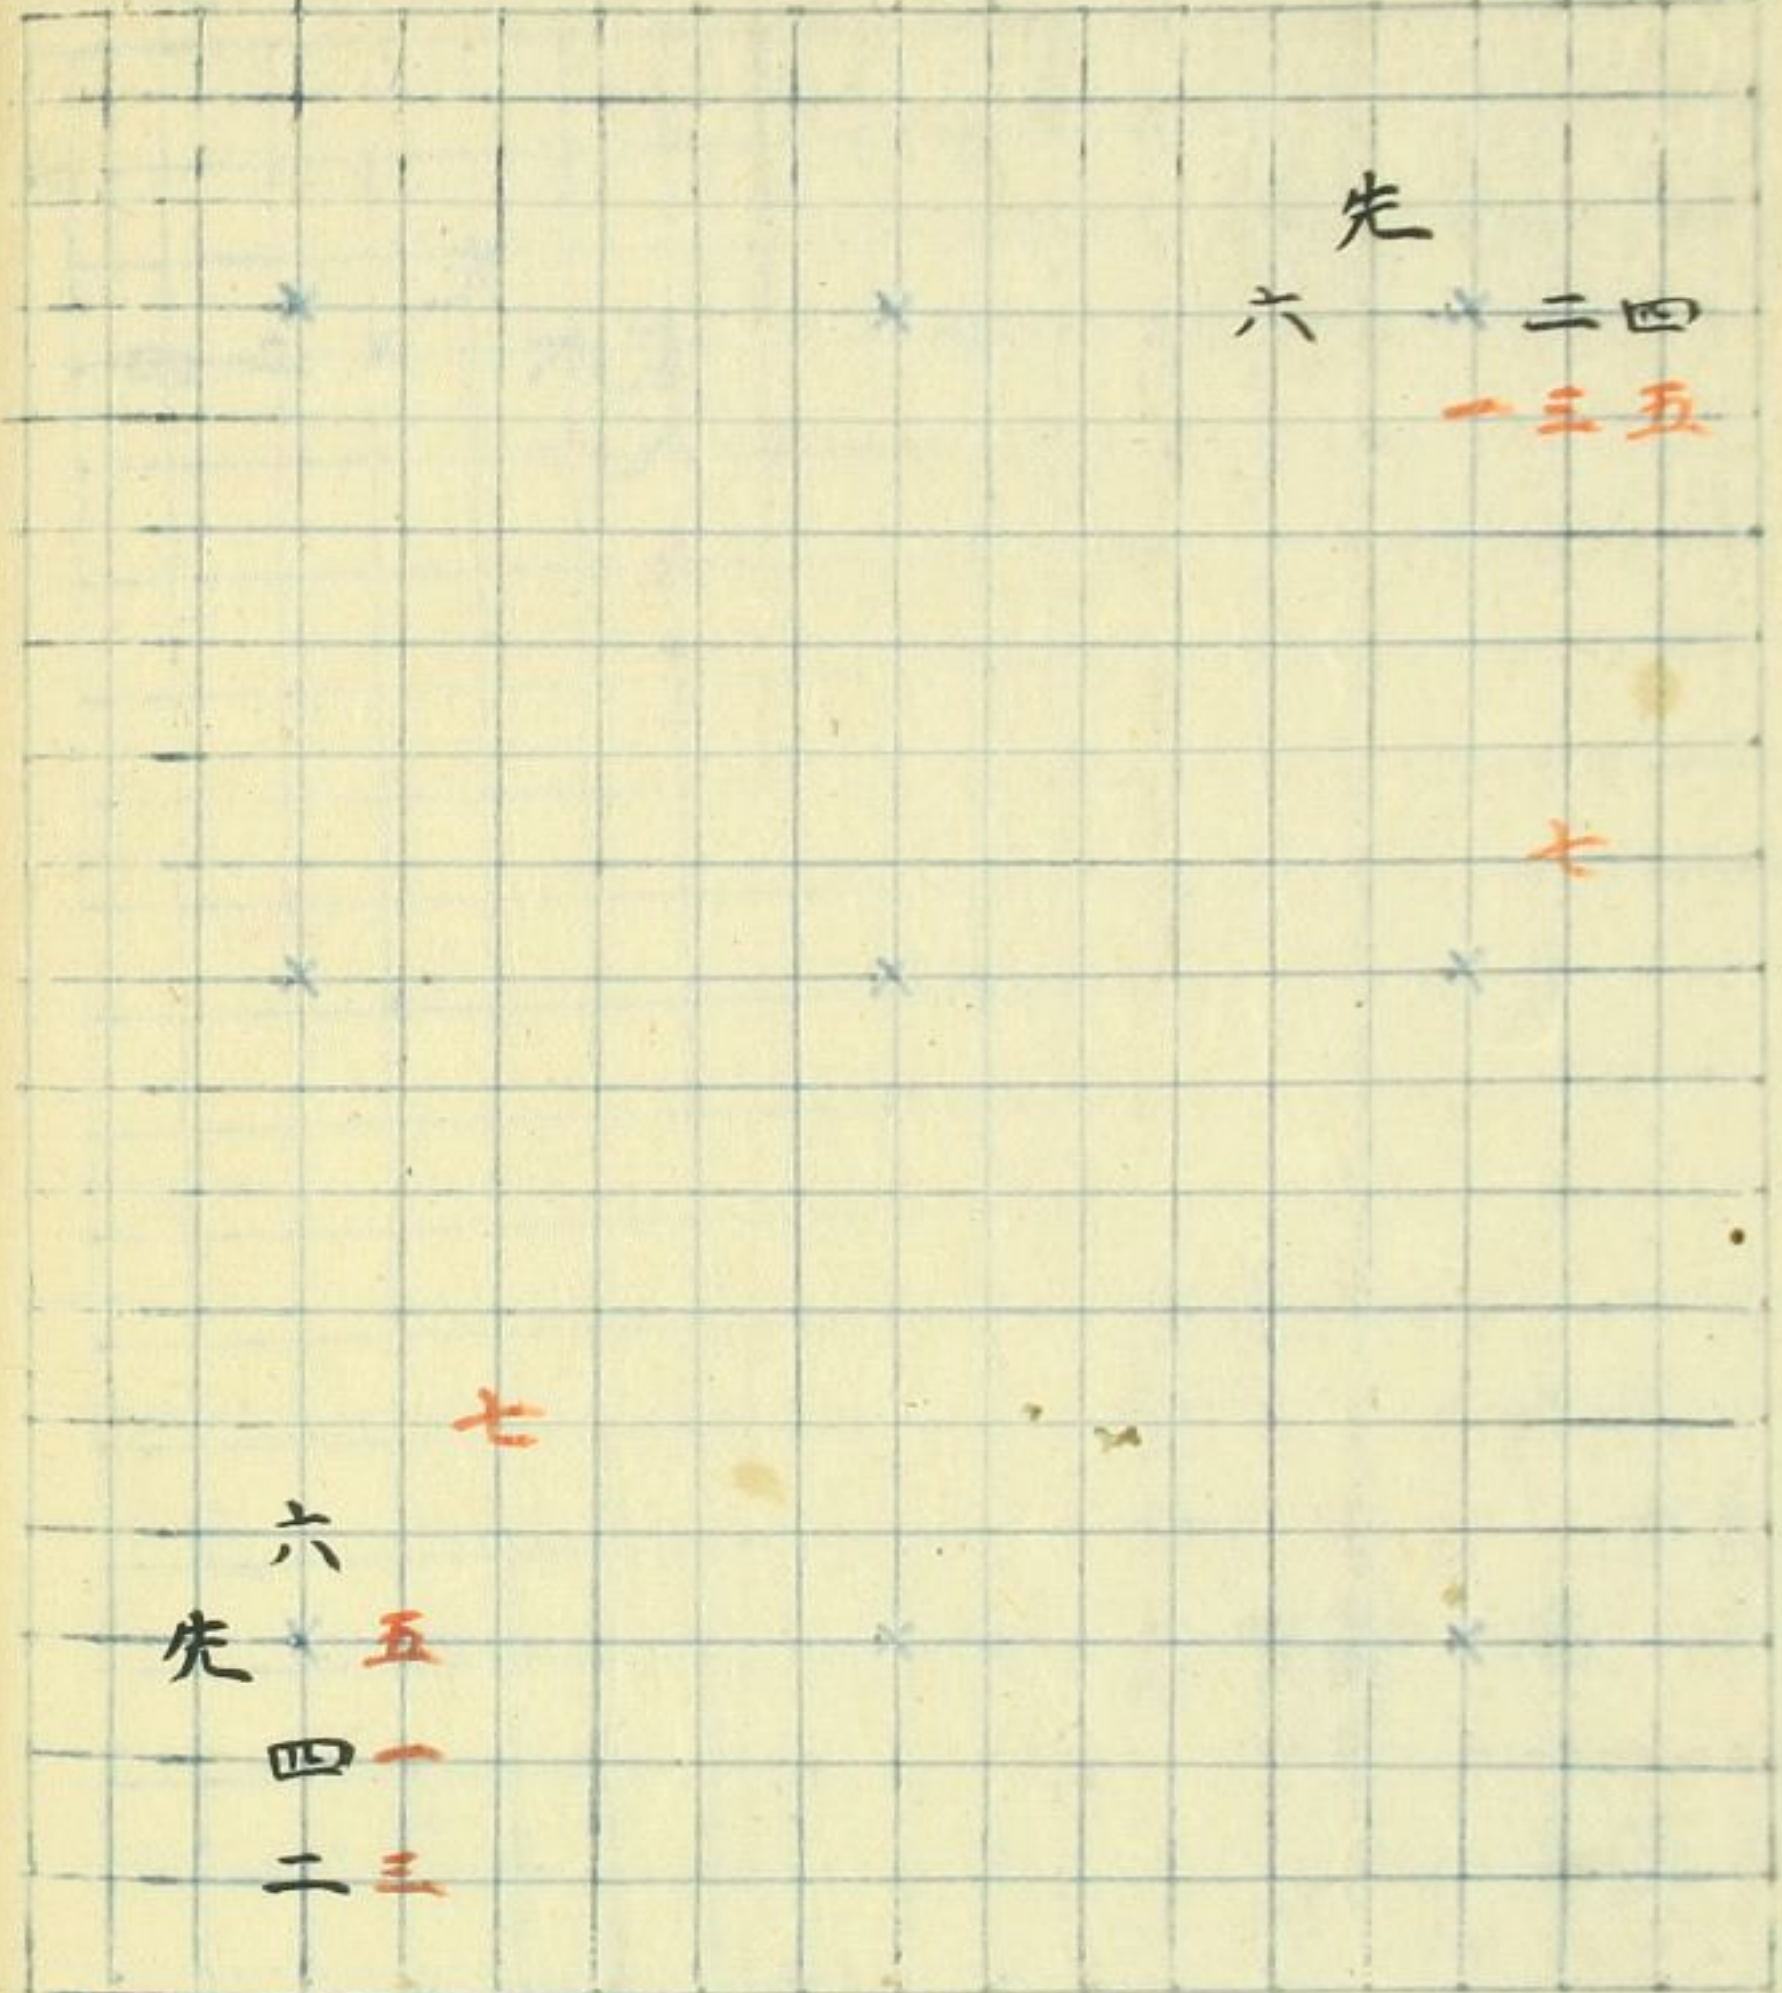 先
六 二 四
一 三 五
七
七
六
先 五
四 一
二 三